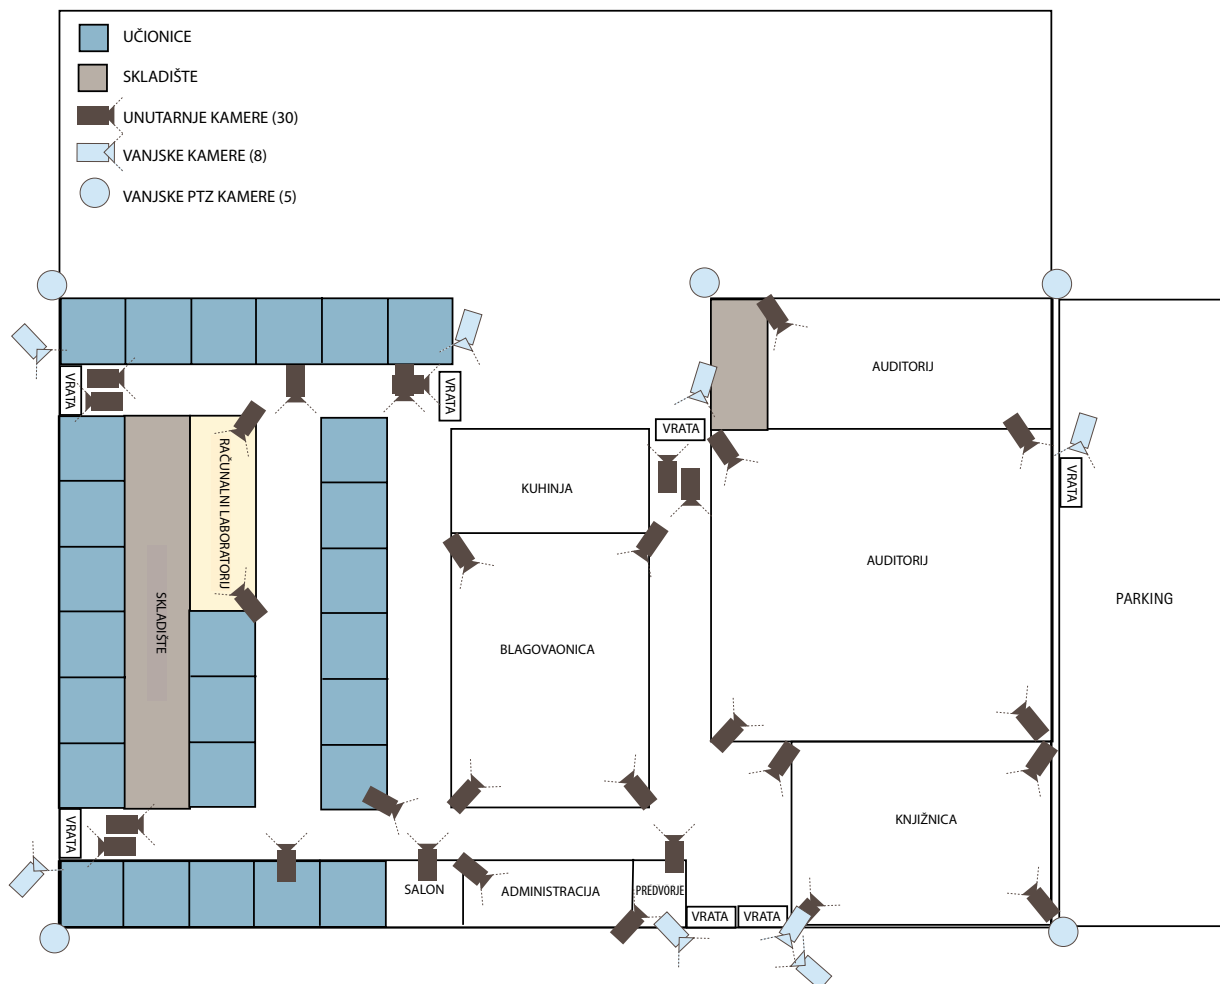 UČIONICE
SKLADIŠTE
UNUTARNJE KAMERE (30)
VANJSKE KAMERE (8)
VANJSKE PTZ KAMERE (5)
VRATA
VRATA
AUDITORIJ
VRATA
RAČUNALNI LABORATORIJ
KUHINJA
VRATA
AUDITORIJ
SKLADIŠTE
BLAGOVAONICA
PARKING
VRATA
KNJIŽNICA
SALON
ADMINISTRACIJA
PREDVORJE
VRATA
VRATA